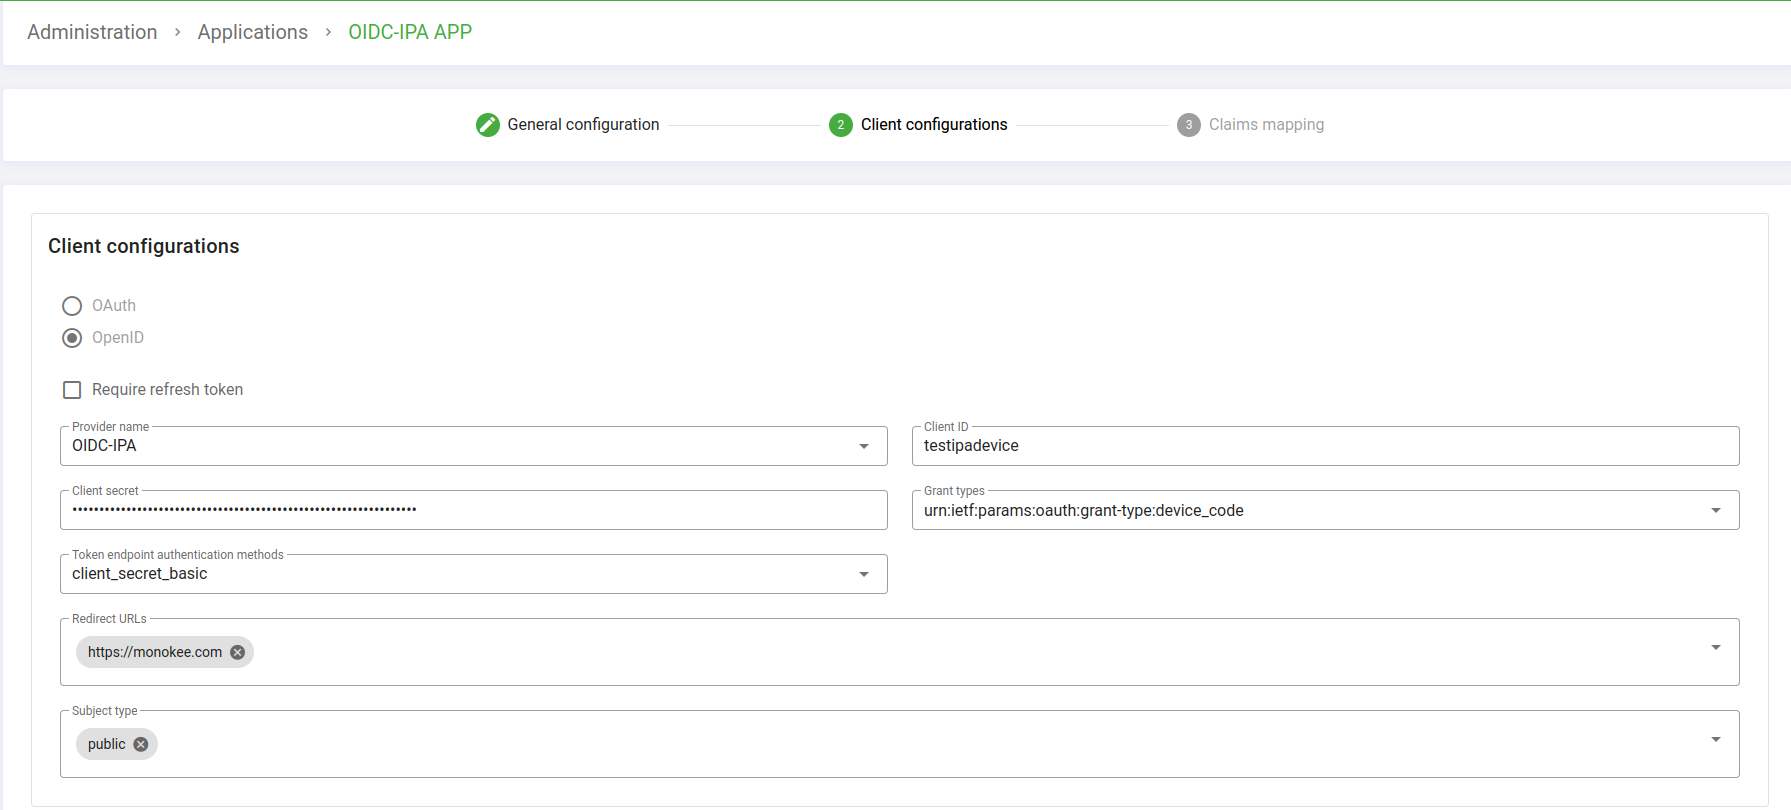 Administration › Applications › OIDC-IPA APP
General configuration 2 Client configurations 3 Claims mapping
Client configurations
OAuth
OpenID
Require refresh token
Provider name
OIDC-IPA
Client ID
testipadevice
Client secret
••••••••••••••••••••••••••••••••••••••••••••••••••••••••••••••••
Grant types
urn:ietf:params:oauth:grant-type:device_code
Token endpoint authentication methods
client_secret_basic
Redirect URLs
https://monokee.com
Subject type
public